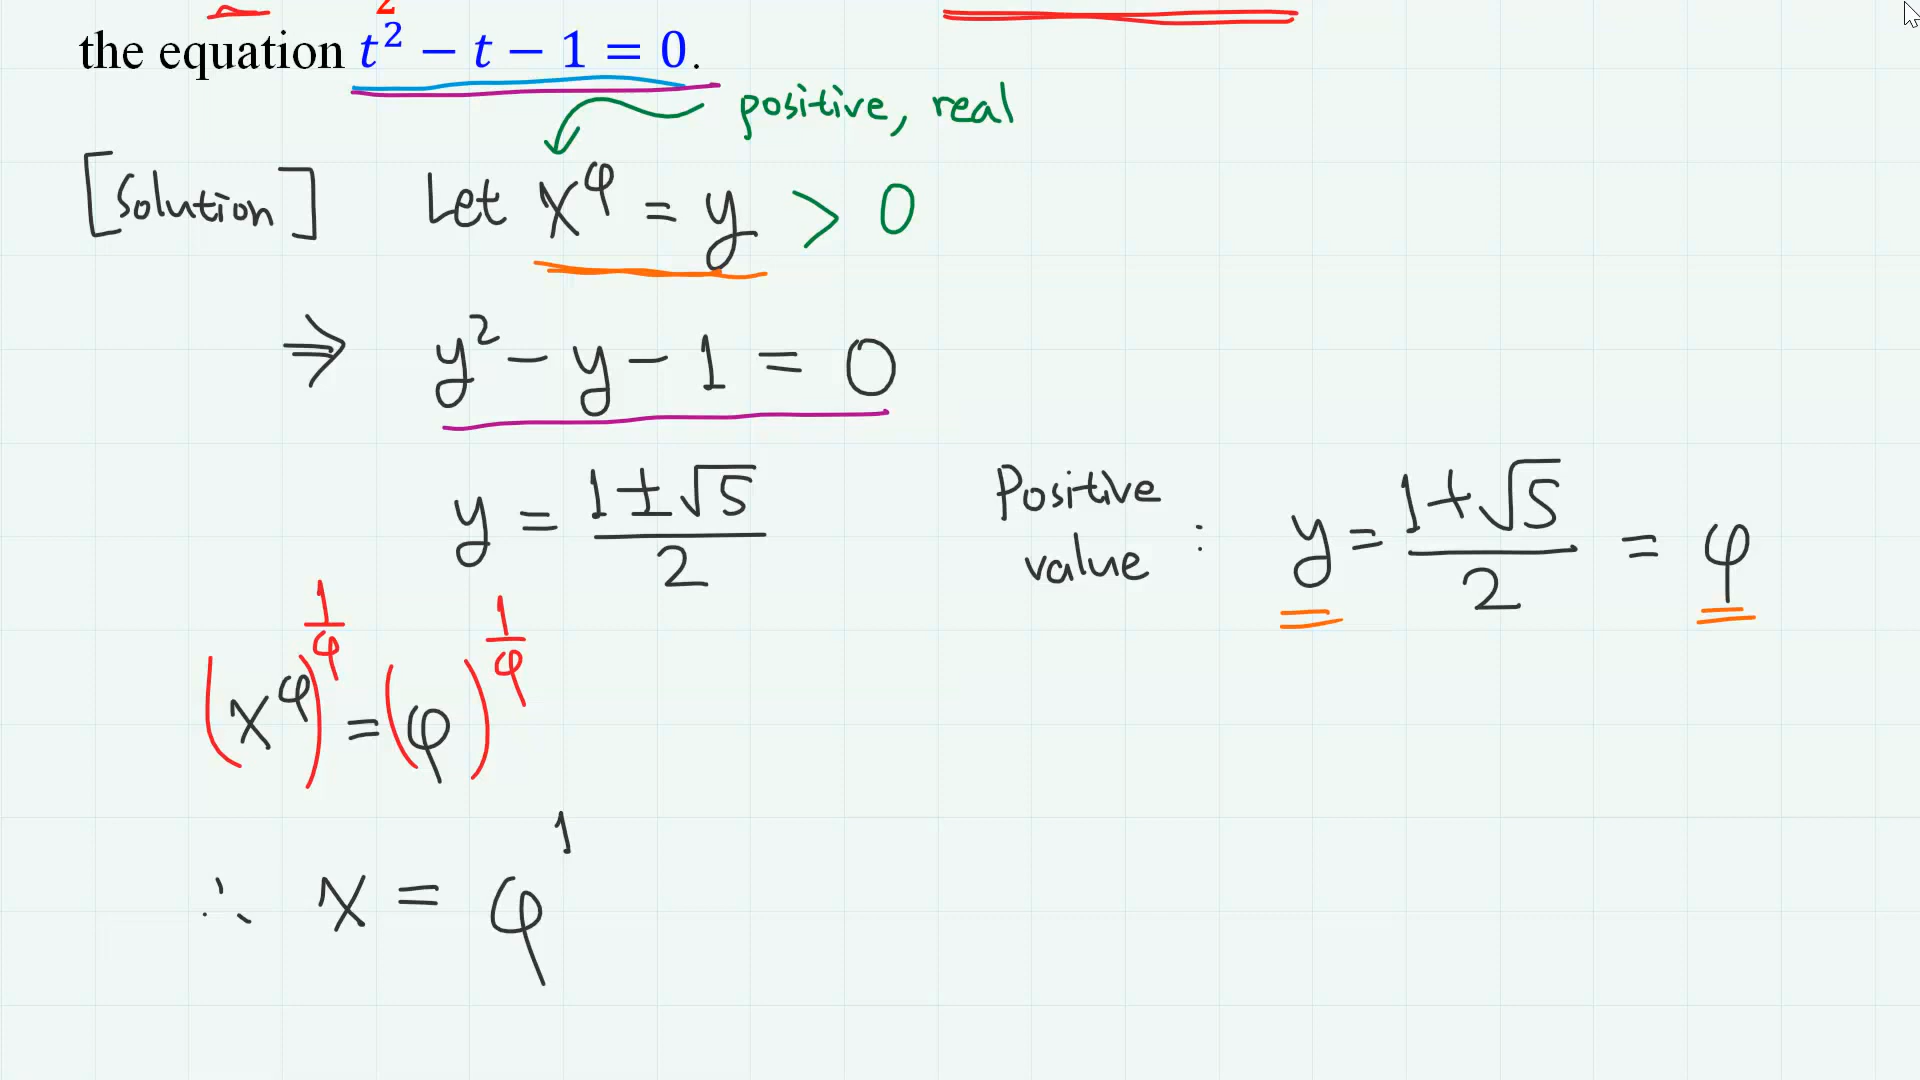 2
the equation t² − t − 1 = 0.
positive, real
[Solution] Let x^φ = y > 0
⇒ y² − y − 1 = 0
y = (1 ± √5)/2
Positive value : y = (1 + √5)/2 = φ
(x^φ)^(1/φ) = (φ)^(1/φ)
∴ x = φ^1